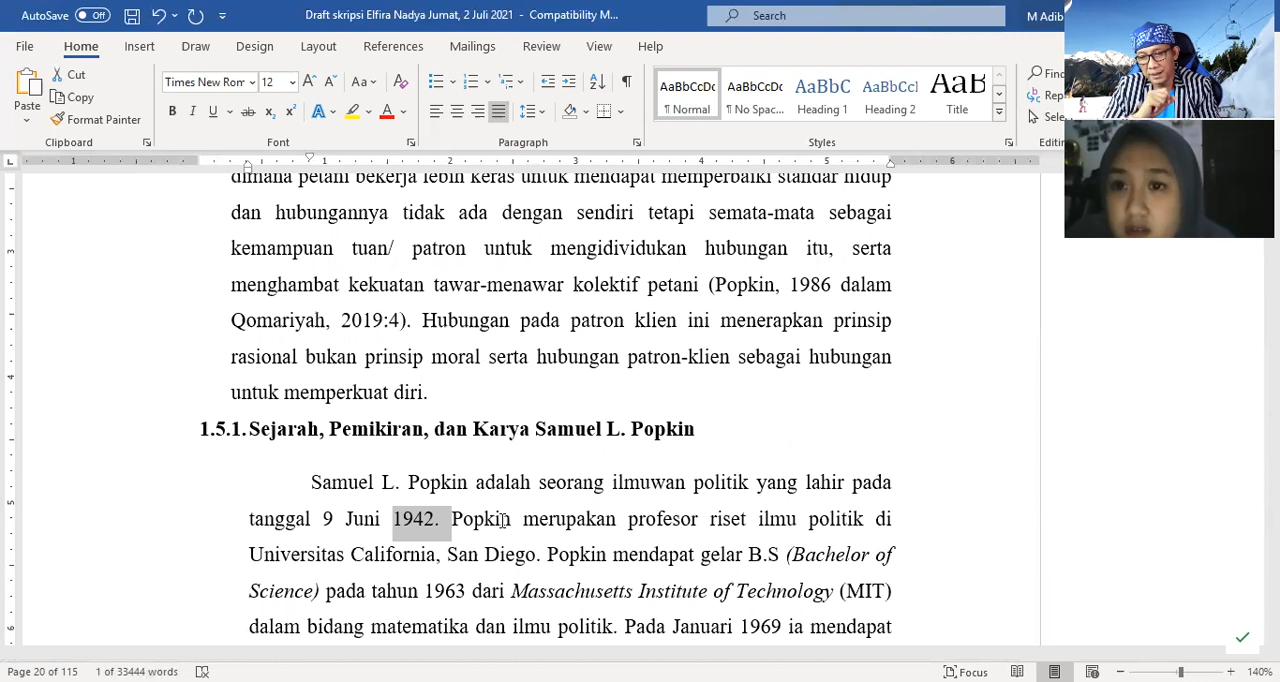 AutoSave Off Draft skripsi Elfira Nadya Jumat, 2 Juli 2021 - Compatibility M... Search M Adib
File Home Insert Draw Design Layout References Mailings Review View Help
Paste Cut Copy Format Painter
Times New Rom 12
AaBbCcDc AaBbCcDc AaBbC AaBbCcI AaB
¶ Normal ¶ No Spac... Heading 1 Heading 2 Title
Clipboard Font Paragraph Styles
dimana petani bekerja lebih keras untuk mendapat memperbaiki standar hidup
dan hubungannya tidak ada dengan sendiri tetapi semata-mata sebagai
kemampuan tuan/ patron untuk mengidividukan hubungan itu, serta
menghambat kekuatan tawar-menawar kolektif petani (Popkin, 1986 dalam
Qomariyah, 2019:4). Hubungan pada patron klien ini menerapkan prinsip
rasional bukan prinsip moral serta hubungan patron-klien sebagai hubungan
untuk memperkuat diri.
1.5.1. Sejarah, Pemikiran, dan Karya Samuel L. Popkin
Samuel L. Popkin adalah seorang ilmuwan politik yang lahir pada
tanggal 9 Juni 1942. Popkin merupakan profesor riset ilmu politik di
Universitas California, San Diego. Popkin mendapat gelar B.S (Bachelor of
Science) pada tahun 1963 dari Massachusetts Institute of Technology (MIT)
dalam bidang matematika dan ilmu politik. Pada Januari 1969 ia mendapat
Page 20 of 115 1 of 33444 words Focus 140%